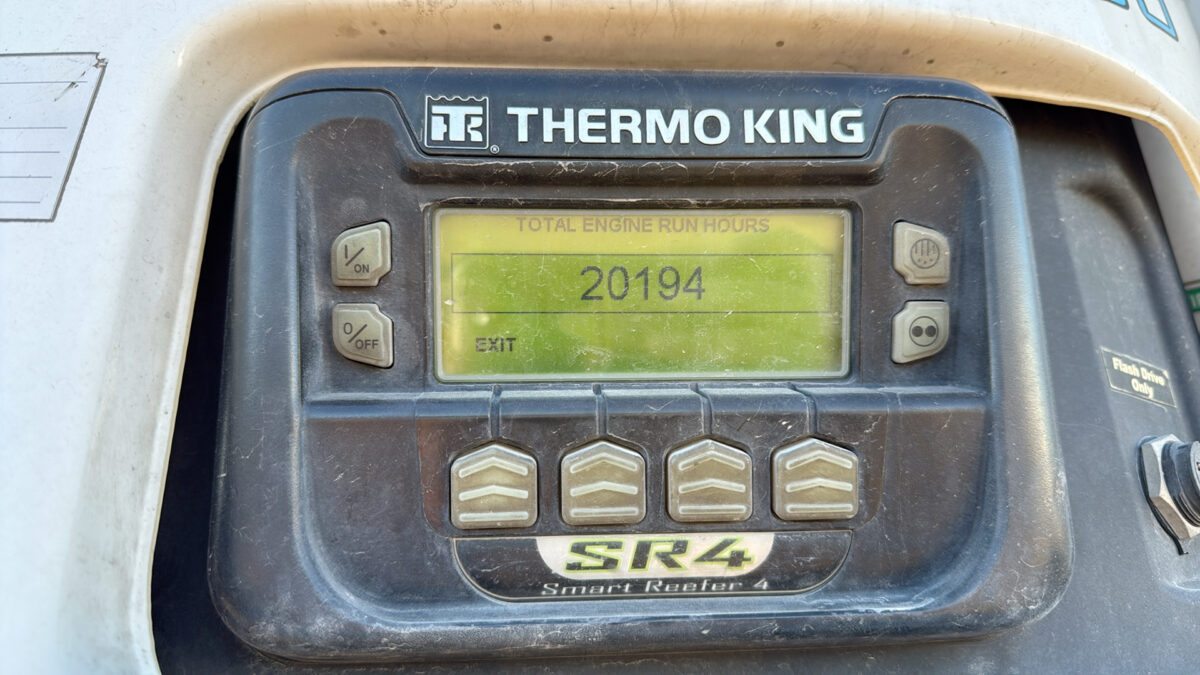 THERMO KING
TOTAL ENGINE RUN HOURS
20194
EXIT
I/ON
O/OFF
Flash Drive
Only
SR4
Smart Reefer 4